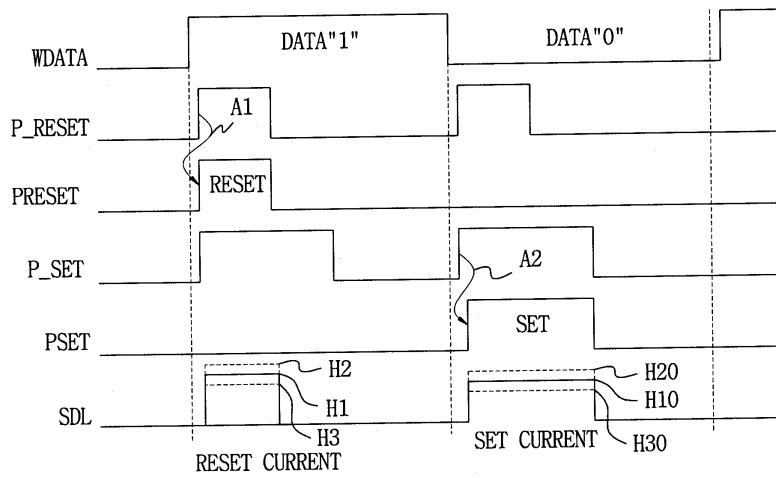 WDATA
DATA"1"
DATA"0"
P_RESET
A1
PRESET
RESET
P_SET
A2
PSET
SET
SDL
H2
H1
H3
H20
H10
H30
RESET CURRENT
SET CURRENT